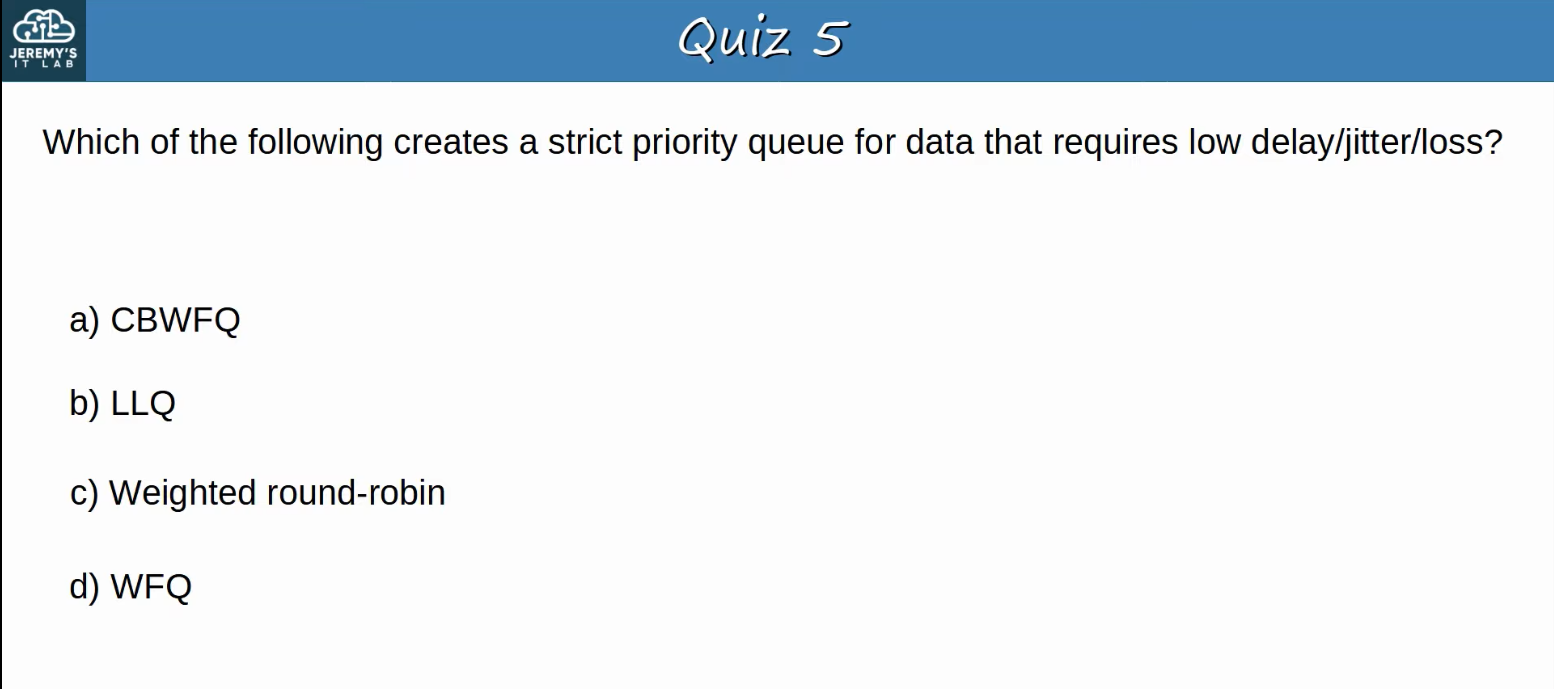 JEREMY'S
IT LAB
Quiz 5
Which of the following creates a strict priority queue for data that requires low delay/jitter/loss?
a) CBWFQ
b) LLQ
c) Weighted round-robin
d) WFQ